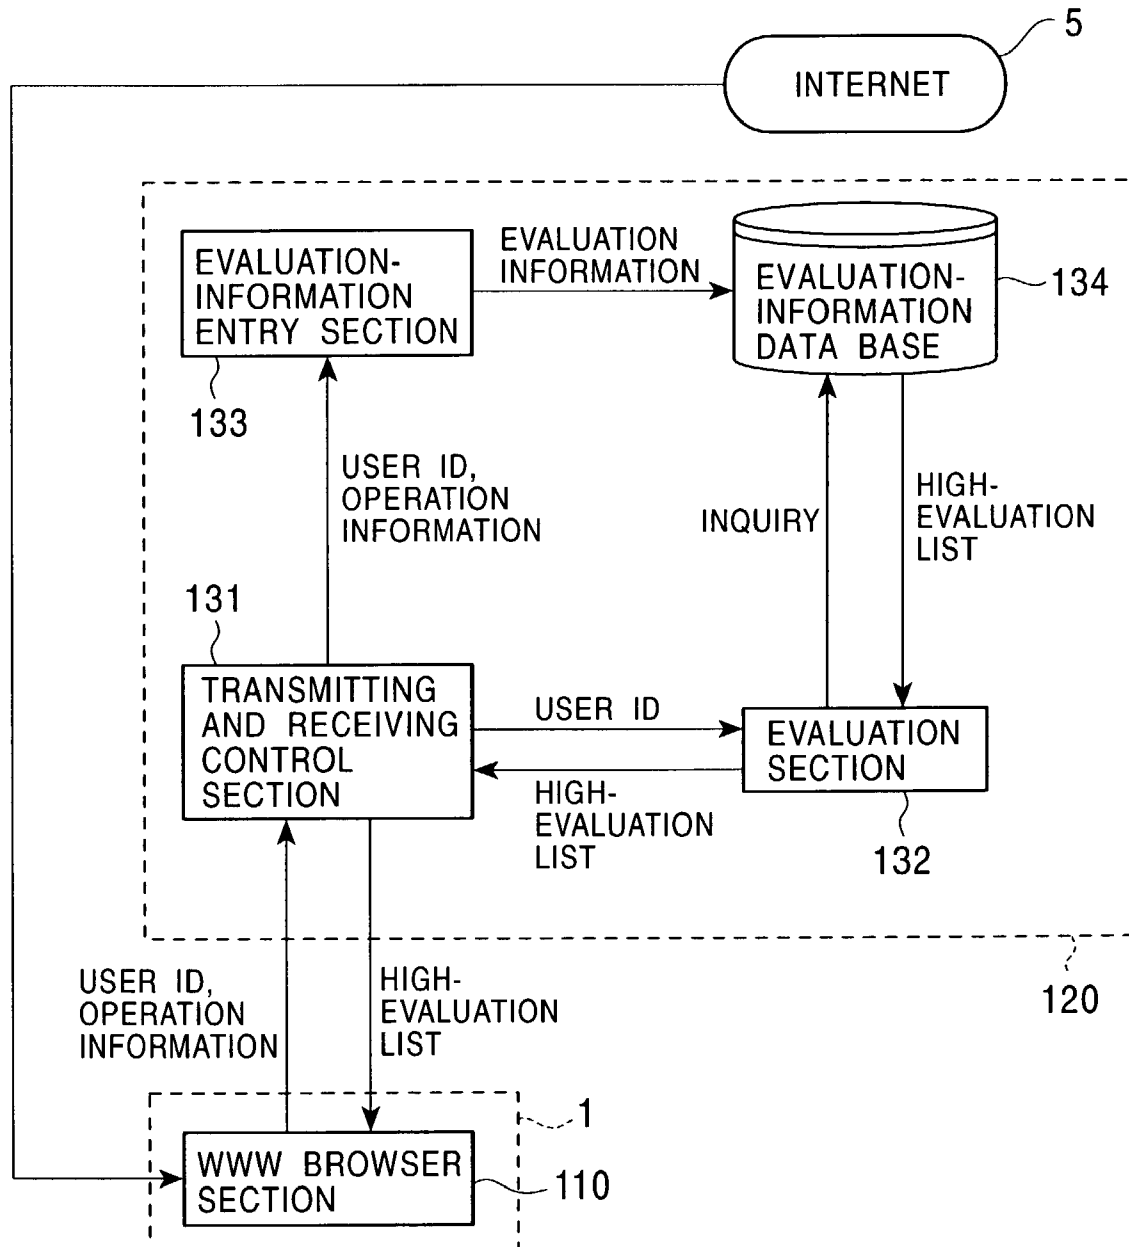 5
INTERNET
EVALUATION-
INFORMATION
ENTRY SECTION
133
EVALUATION
INFORMATION
EVALUATION-
INFORMATION
DATA BASE
134
USER ID,
OPERATION
INFORMATION
INQUIRY
HIGH-
EVALUATION
LIST
131
TRANSMITTING
AND RECEIVING
CONTROL
SECTION
USER ID
HIGH-
EVALUATION
LIST
EVALUATION
SECTION
132
120
USER ID,
OPERATION
INFORMATION
HIGH-
EVALUATION
LIST
1
WWW BROWSER
SECTION
110